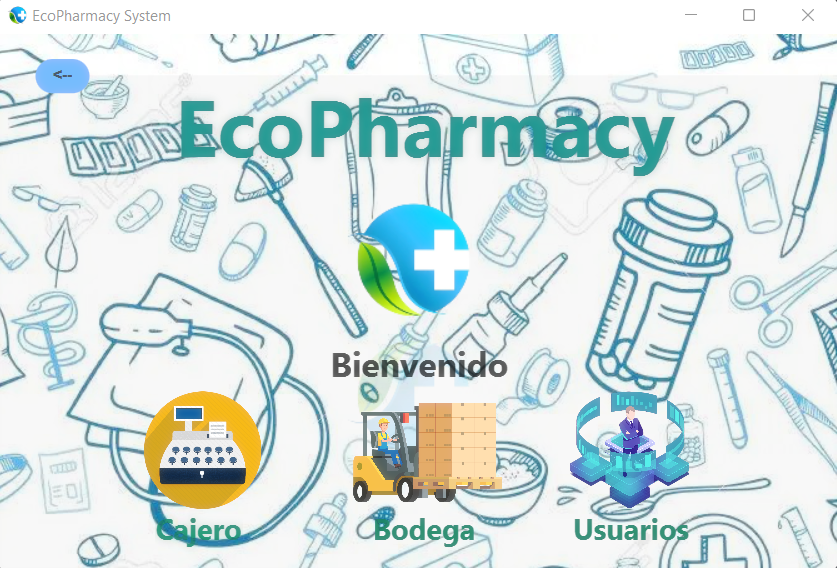 EcoPharmacy System
<--
EcoPharmacy
Bienvenido
Cajero
Bodega
Usuarios